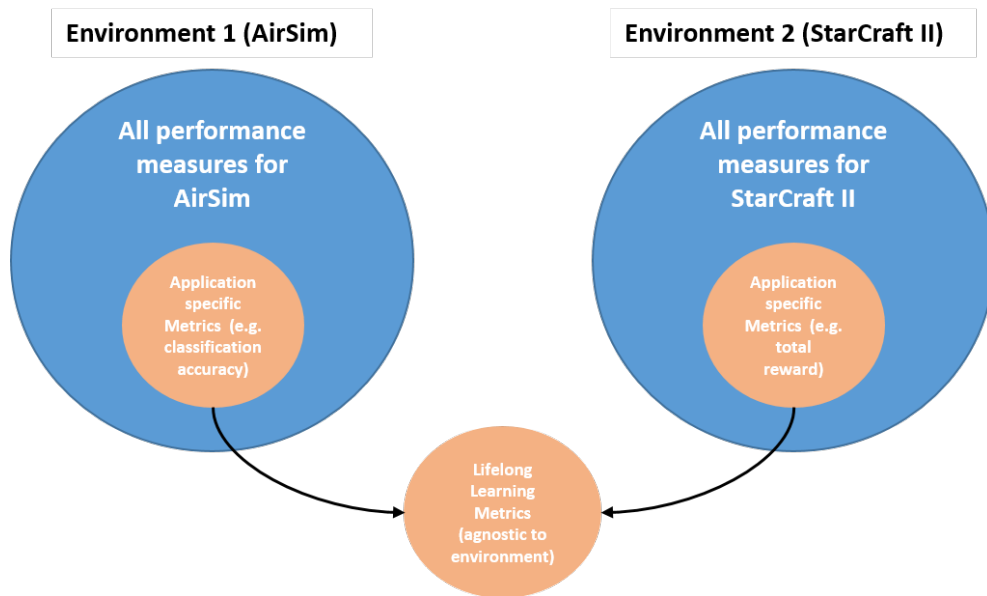 Environment 1 (AirSim)
Environment 2 (StarCraft II)
All performance
measures for
AirSim
All performance
measures for
StarCraft II
Application
specific
Metrics (e.g.
classification
accuracy)
Application
specific
Metrics (e.g.
total
reward)
Lifelong
Learning
Metrics
(agnostic to
environment)